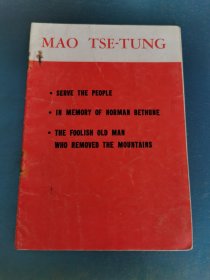 MAO TSE-TUNG
• SERVE THE PEOPLE
• IN MEMORY OF NORMAN BETHUNE
• THE FOOLISH OLD MAN
WHO REMOVED THE MOUNTAINS